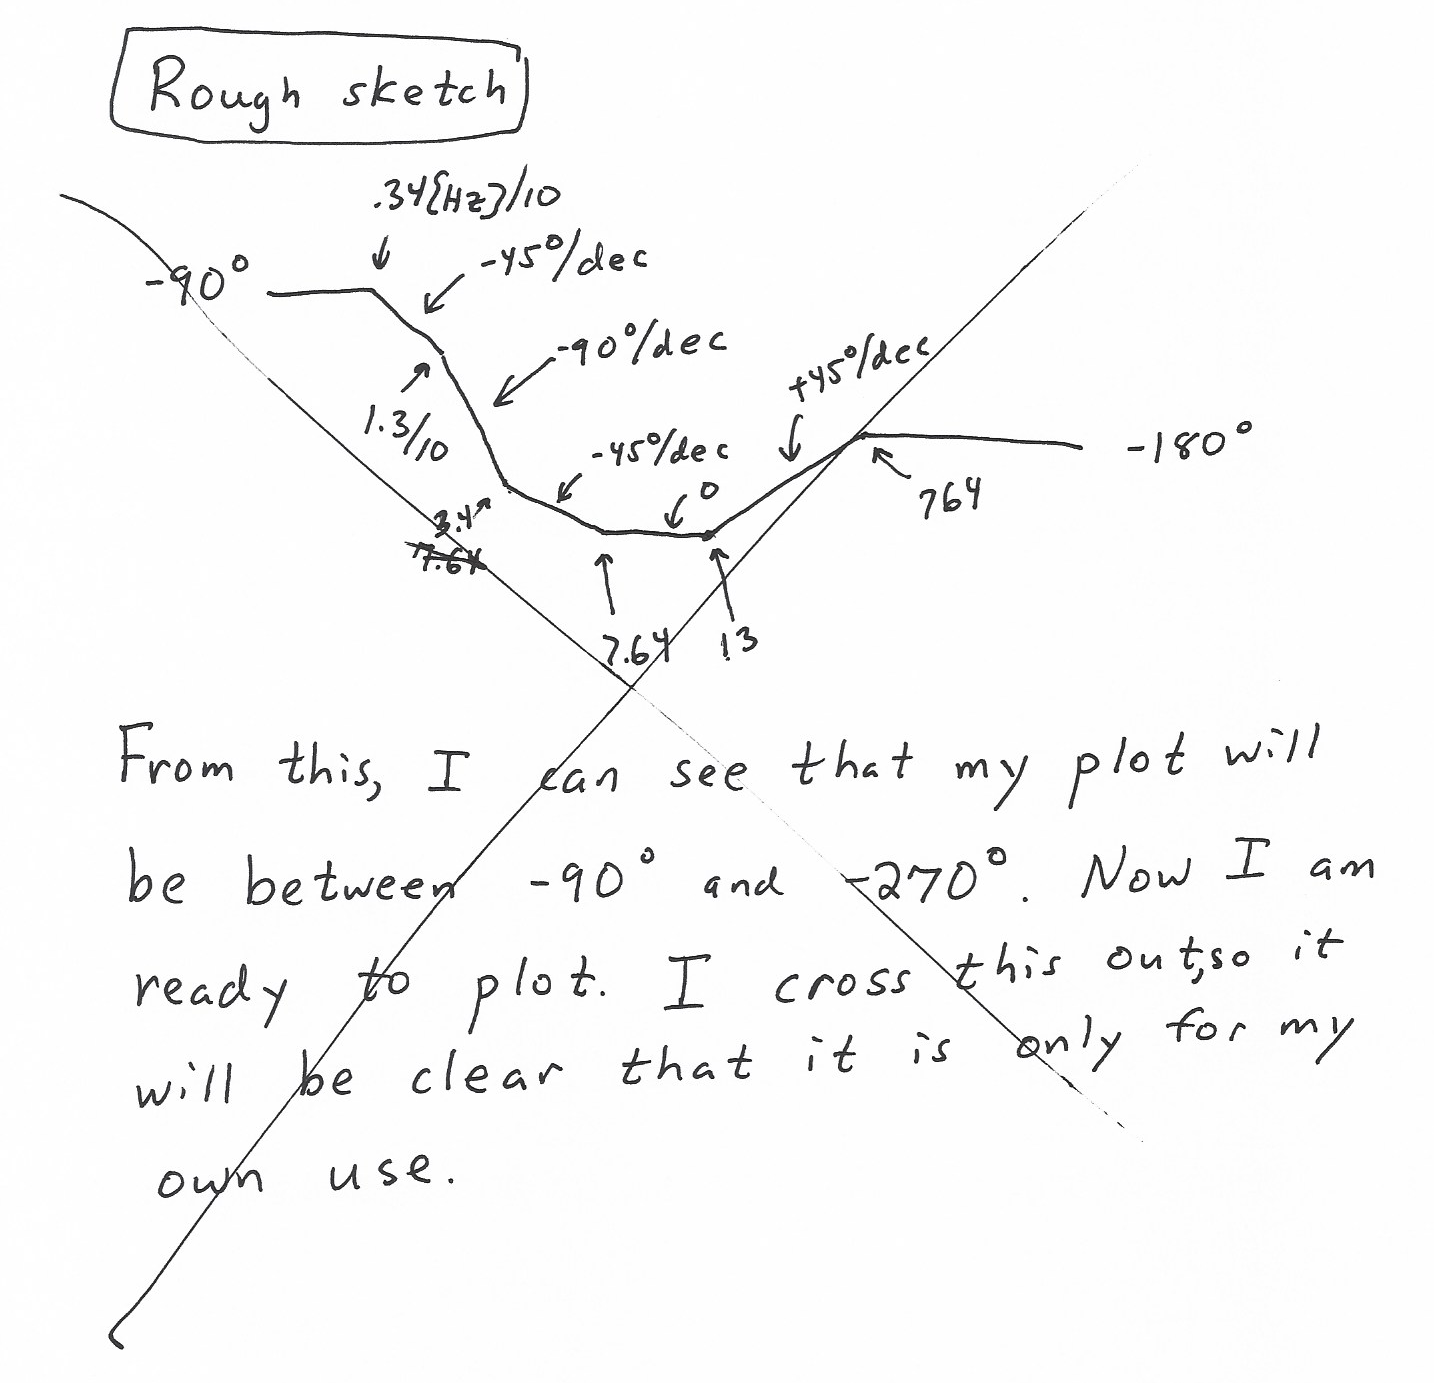 Rough sketch
.34[Hz]/10
-45°/dec
-90°
-90°/dec
+45°/dec
1.3/10
-45°/dec
0
-180°
764
3.4
7.64
7.64
13
From this, I can see that my plot will
be between -90° and -270°. Now I am
ready to plot. I cross this out, so it
will be clear that it is only for my
own use.